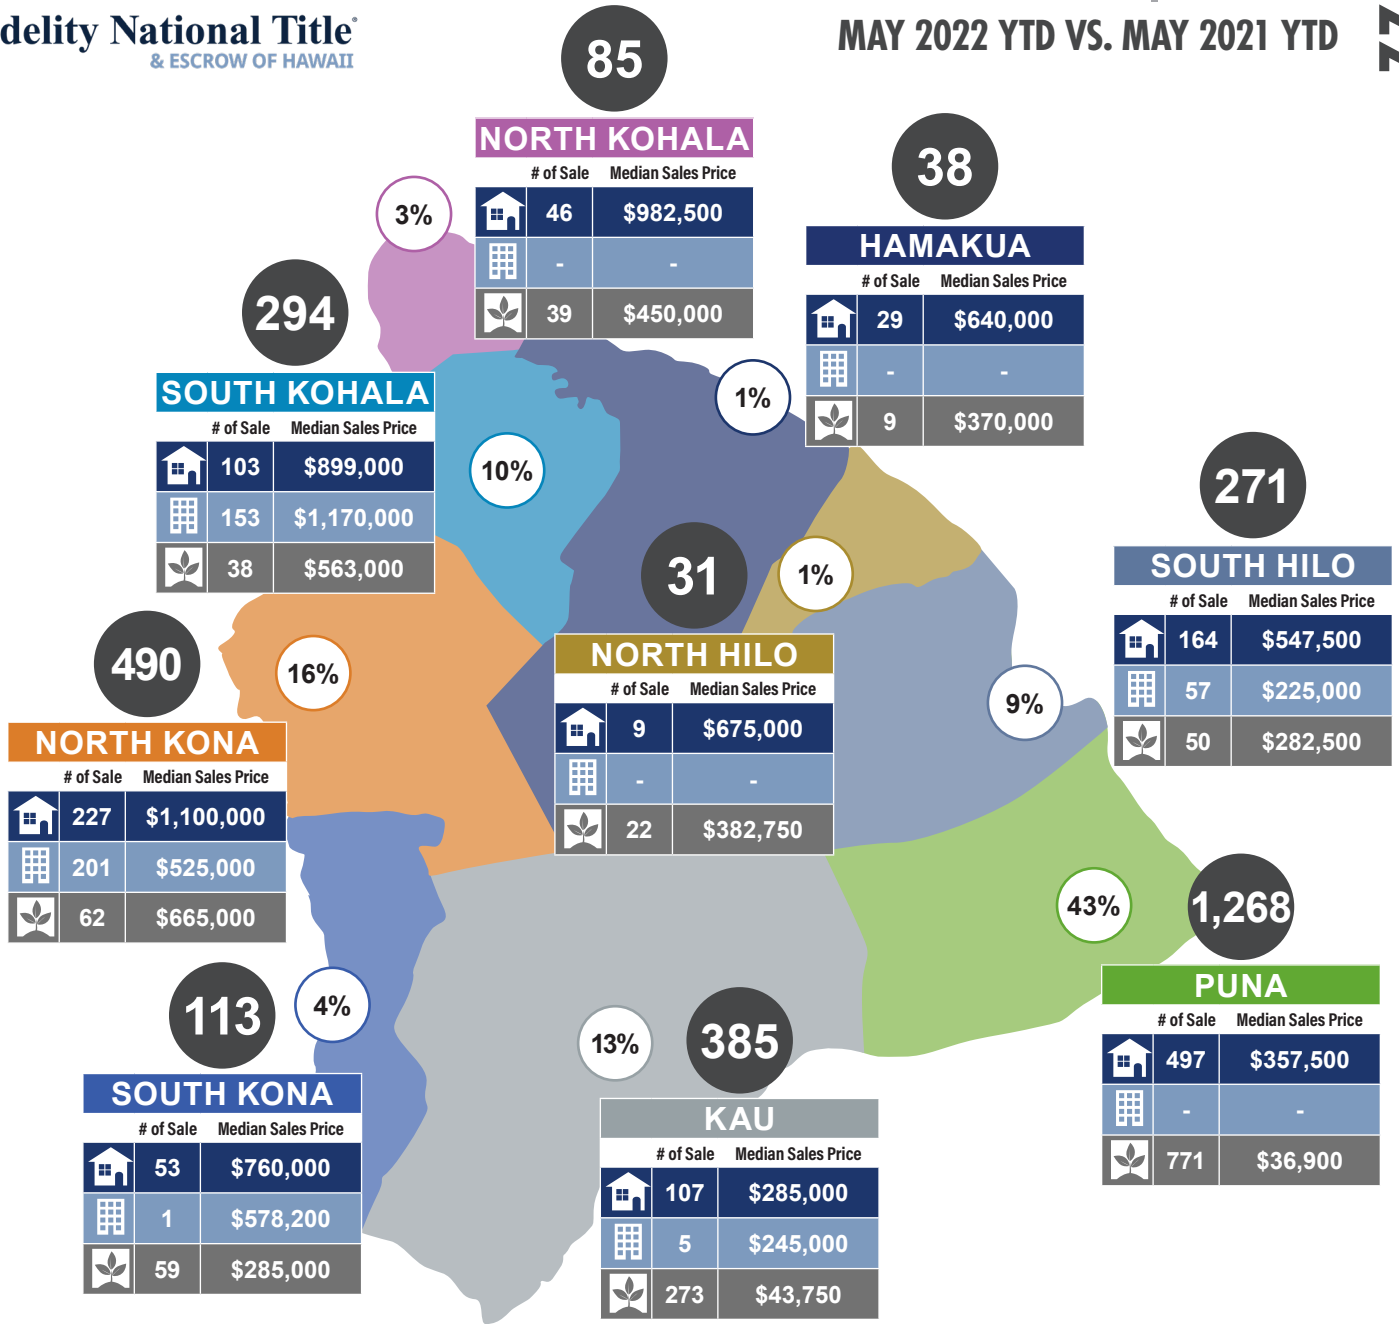 delity National Title
& ESCROW OF HAWAII
MAY 2022 YTD VS. MAY 2021 YTD
85
NORTH KOHALA
# of Sale Median Sales Price
46 $982,500
- -
39 $450,000
3%
38
HAMAKUA
# of Sale Median Sales Price
29 $640,000
- -
9 $370,000
1%
294
SOUTH KOHALA
# of Sale Median Sales Price
103 $899,000
153 $1,170,000
38 $563,000
10%
271
SOUTH HILO
# of Sale Median Sales Price
164 $547,500
57 $225,000
50 $282,500
9%
31
1%
NORTH HILO
# of Sale Median Sales Price
9 $675,000
- -
22 $382,750
490
16%
NORTH KONA
# of Sale Median Sales Price
227 $1,100,000
201 $525,000
62 $665,000
43%
1,268
PUNA
# of Sale Median Sales Price
497 $357,500
- -
771 $36,900
113
4%
SOUTH KONA
# of Sale Median Sales Price
53 $760,000
1 $578,200
59 $285,000
13%
385
KAU
# of Sale Median Sales Price
107 $285,000
5 $245,000
273 $43,750